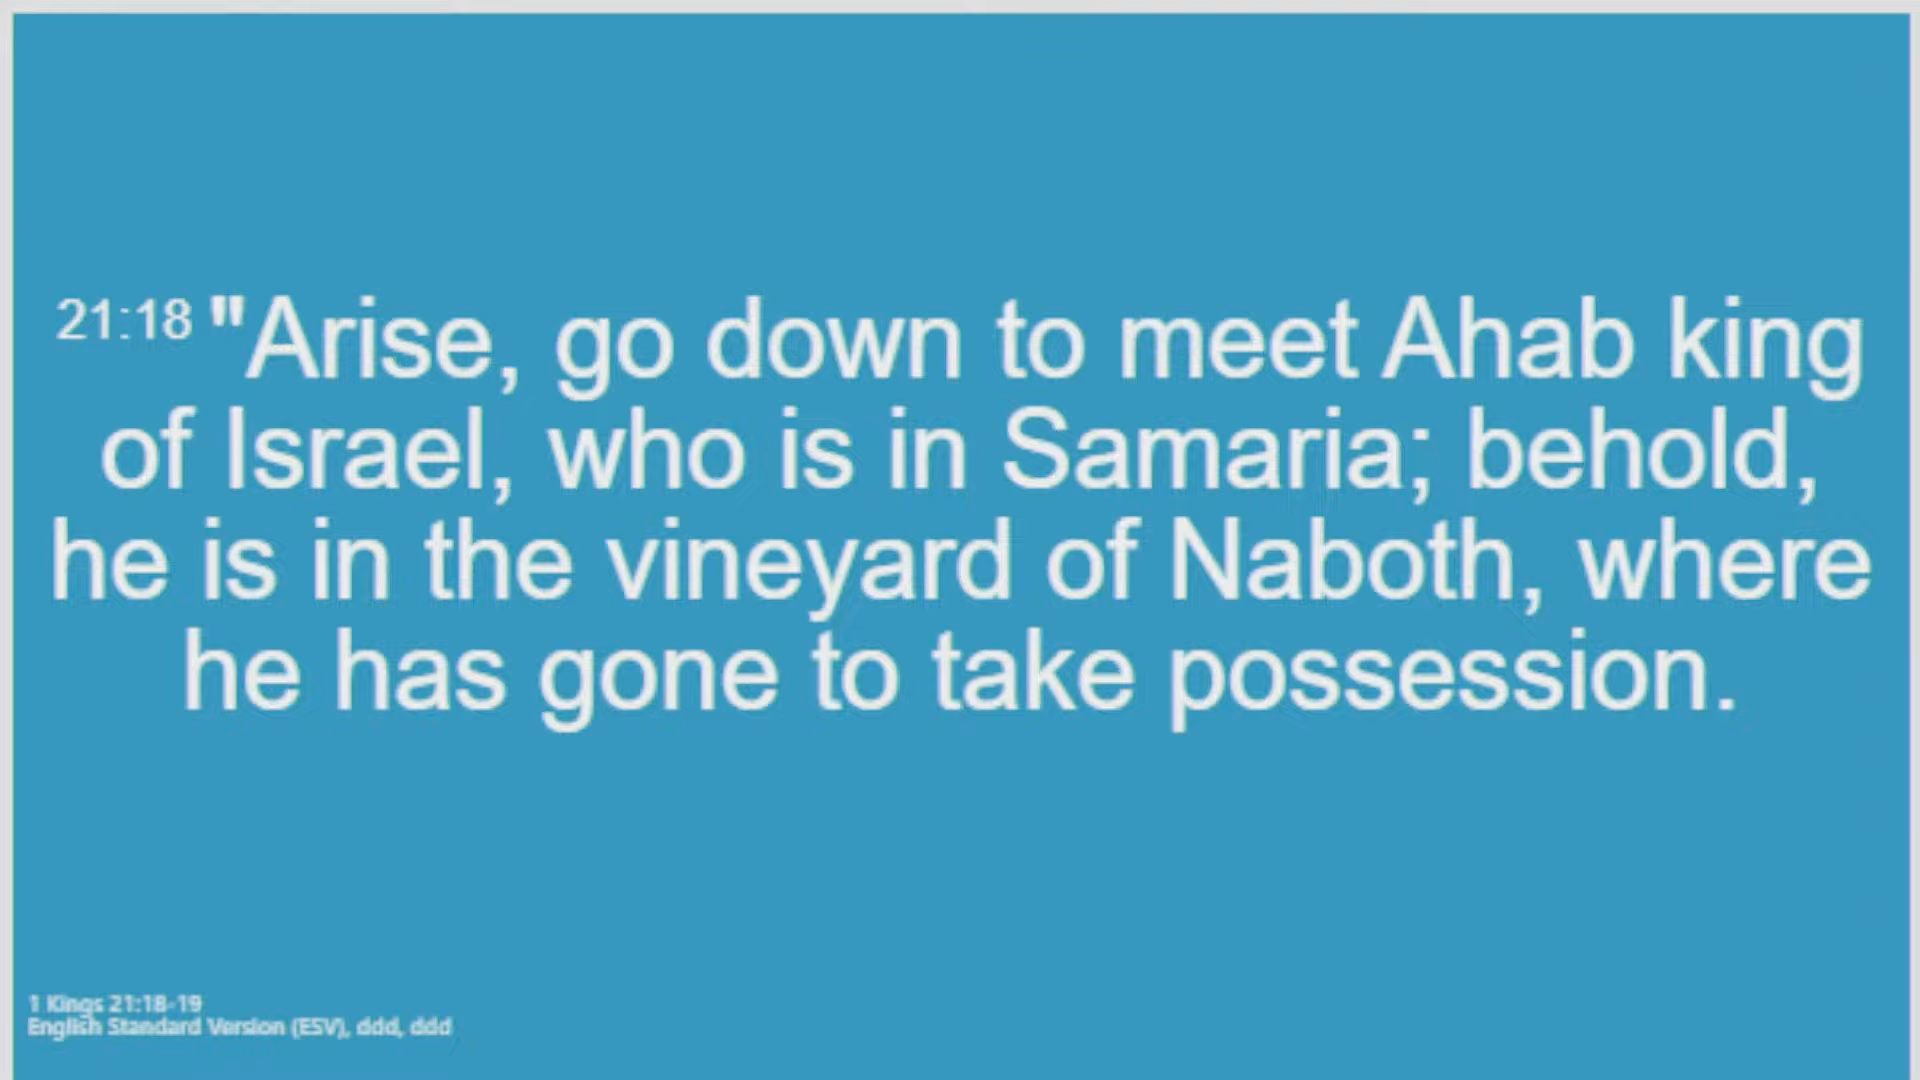 21:18 "Arise, go down to meet Ahab king
of Israel, who is in Samaria; behold,
he is in the vineyard of Naboth, where
he has gone to take possession.
1 Kings 21:18-19
English Standard Version (ESV), ddd, ddd